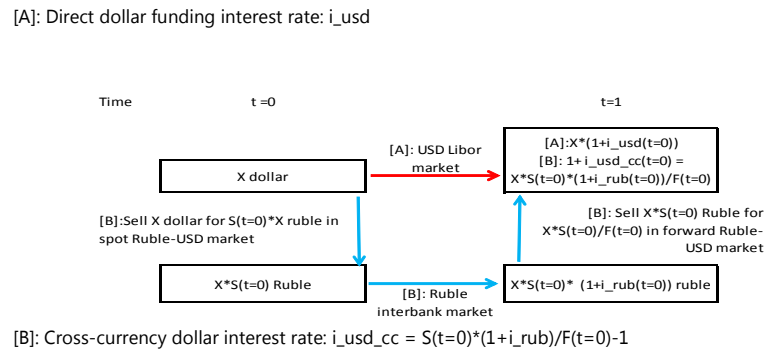 [A]: Direct dollar funding interest rate: i_usd
Time
t =0
t=1
[A]: USD Libor
market
[A]:X*(1+i_usd(t=0))
[B]: 1+ i_usd_cc(t=0) =
X*S(t=0)*(1+i_rub(t=0))/F(t=0)
X dollar
[B]:Sell X dollar for S(t=0)*X ruble in
spot Ruble-USD market
[B]: Sell X*S(t=0) Ruble for
X*S(t=0)/F(t=0) in forward Ruble-
USD market
X*S(t=0) Ruble
[B]: Ruble
interbank market
X*S(t=0)* (1+i_rub(t=0)) ruble
[B]: Cross-currency dollar interest rate: i_usd_cc = S(t=0)*(1+i_rub)/F(t=0)-1